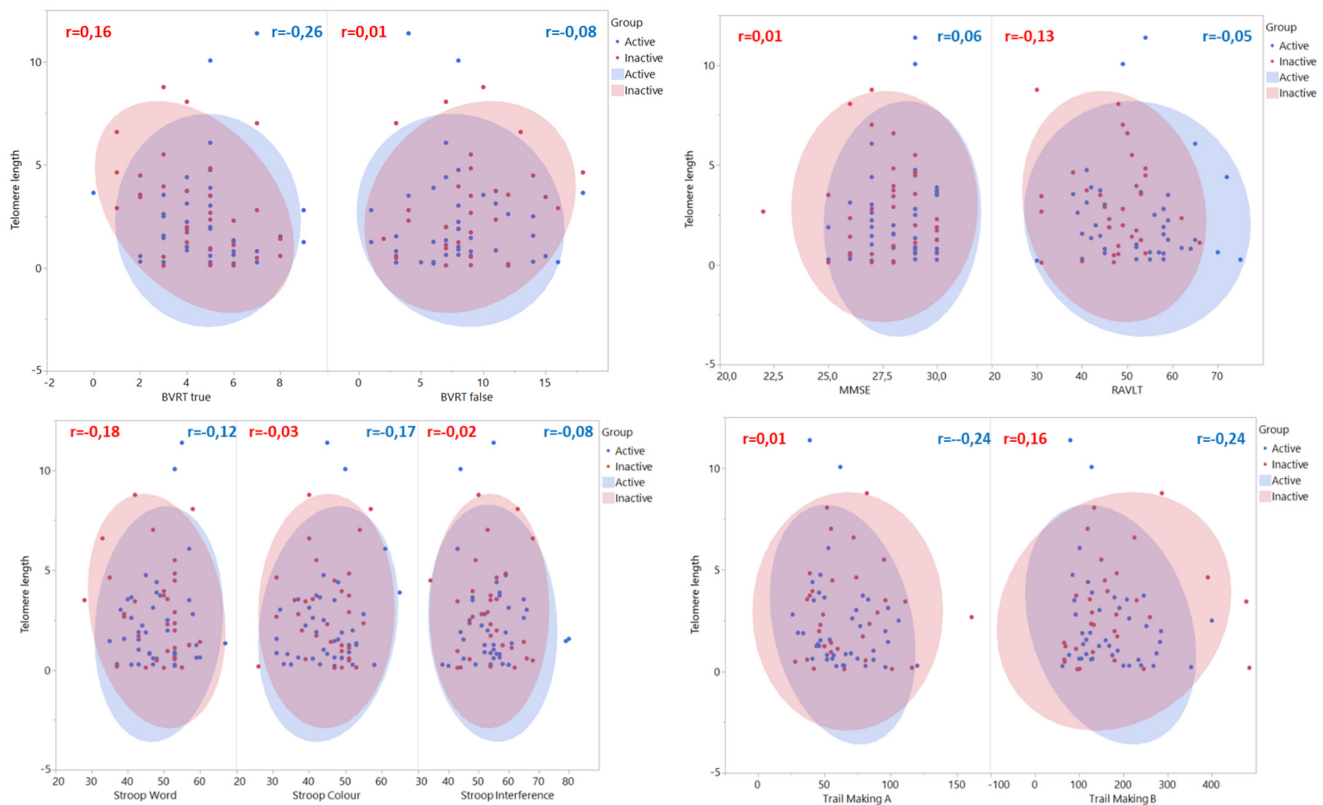 r=0,16 r=-0,26 r=0,01 r=-0,08
Group
Active
Inactive
Active
Inactive
Telomere length
10
5
0
-5
-2 0 2 4 6 8 0 5 10 15
BVRT true BVRT false
r=0,01 r=0,06 r=-0,13 r=-0,05
Group
Active
Inactive
Active
Inactive
Telomere length
10
5
0
-5
20,0 22,5 25,0 27,5 30,0 20 30 40 50 60 70
MMSE RAVLT
r=-0,18 r=-0,12 r=-0,03 r=-0,17 r=-0,02 r=-0,08
Group
Active
Inactive
Active
Inactive
Telomere length
10
5
0
-5
20 30 40 50 60 20 30 40 50 60 30 40 50 60 70 80
Stroop Word Stroop Colour Stroop Interference
r=0,01 r=--0,24 r=0,16 r=-0,24
Group
Active
Inactive
Active
Inactive
Telomere length
10
5
0
-5
0 50 100 150 -100 0 100 200 300 400
Trail Making A Trail Making B